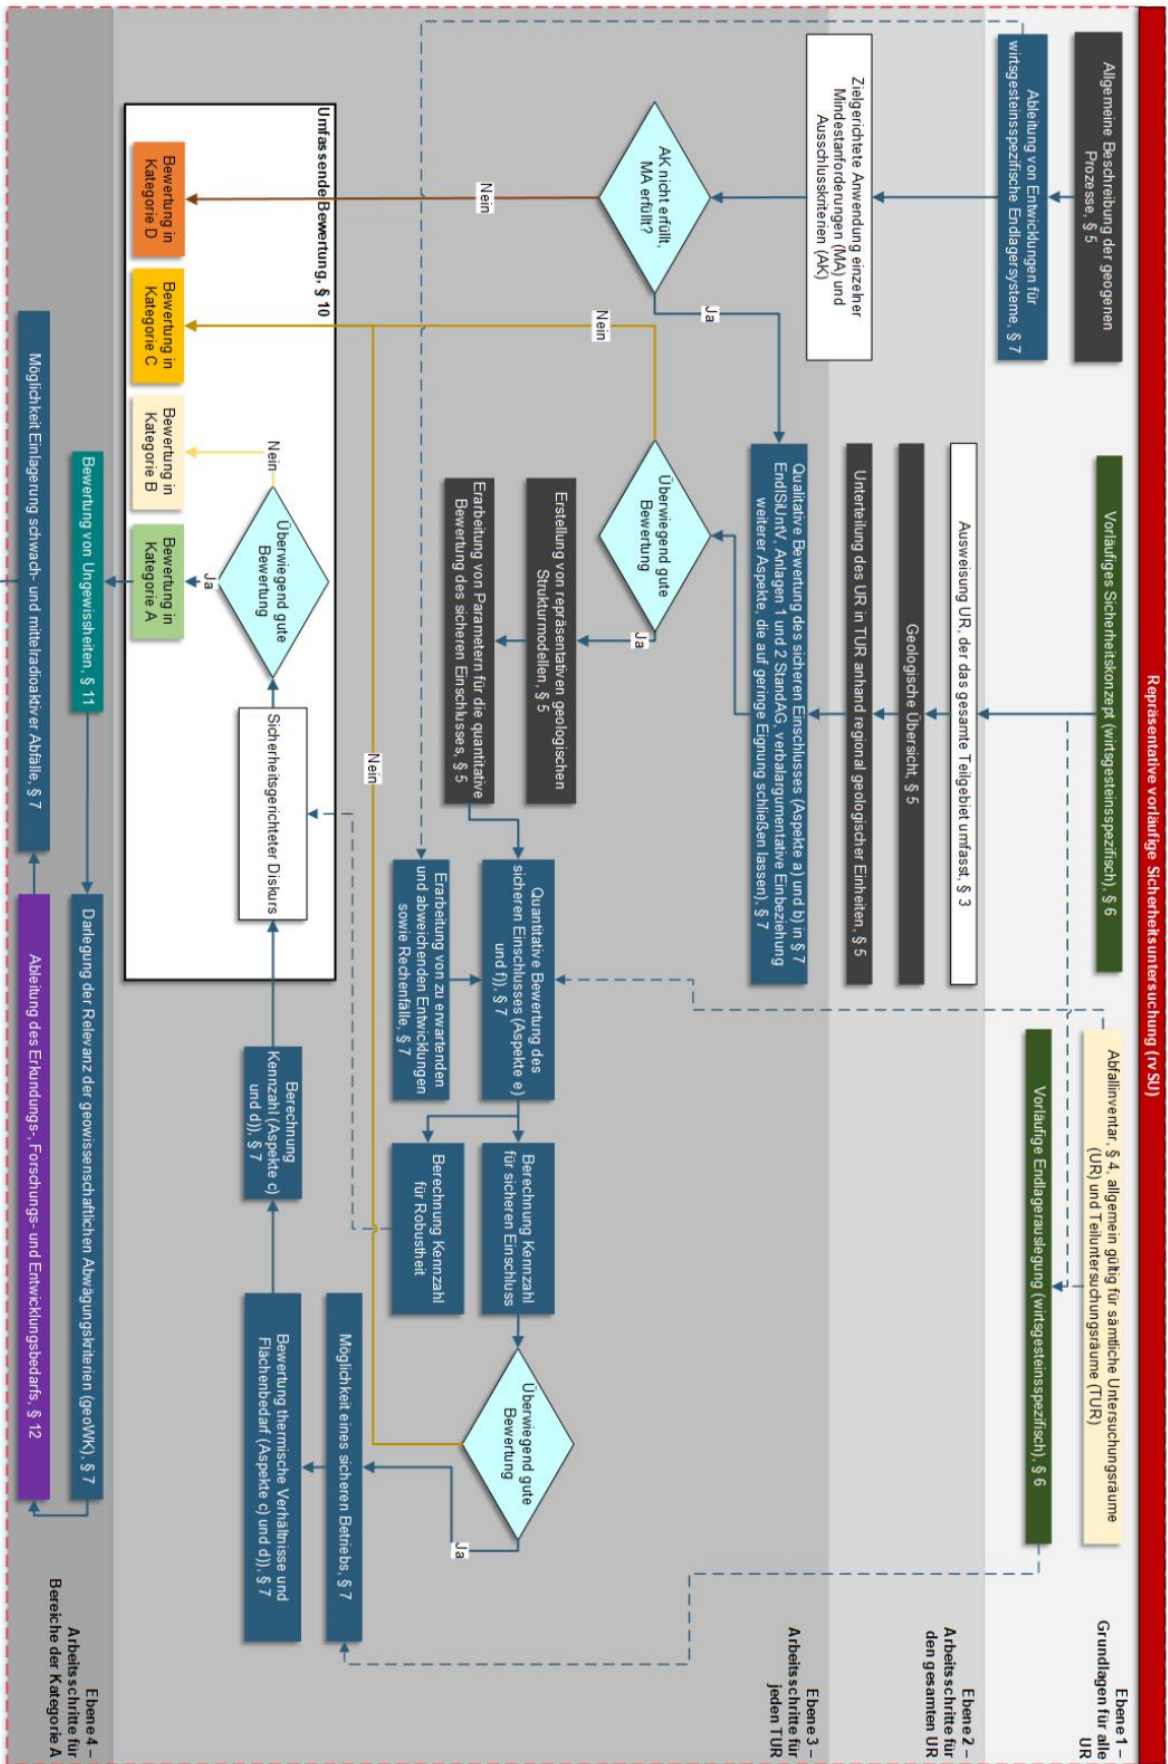 Repräsentative vorläufige Sicherheitsuntersuchung (rvSU)
Allgemeine Beschreibung der geogenen
Prozesse, § 5
Vorläufiges Sicherheitskonzept (wirtsgesteinsspezifisch), § 6
Abfallinventar, § 4, allgemein gültig für sämtliche Untersuchungsräume
(UR) und Teiluntersuchungsräume (TUR)
Ebene 1 –
Grundlagen für alle
UR
Ableitung von Entwicklungen für
wirtsgesteinsspezifische Endlagersysteme, § 7
Vorläufige Endlagerauslegung (wirtsgesteinsspezifisch), § 6
Ausweisung UR, der das gesamte Teilgebiet umfasst, § 3
Ebene 2 –
Arbeitsschritte für
den gesamten UR
Geologische Übersicht, § 5
Zielgerichtete Anwendung einzelner
Mindestanforderungen (MA) und
Ausschlusskriterien (AK)
Unterteilung des UR in TUR anhand regional geologischer Einheiten, § 5
Qualitative Bewertung des sicheren Einschlusses (Aspekte a) und b) in § 7
EndlSiUntV, Anlagen 1 und 2 StandAG, verbalargumentative Einbeziehung
weiterer Aspekte, die auf geringe Eignung schließen lassen), § 7
Ebene 3 –
Arbeitsschritte für
jeden TUR
AK nicht erfüllt,
MA erfüllt?
Ja
Nein
Überwiegend gute
Bewertung
Nein
Ja
Erstellung von repräsentativen geologischen
Strukturmodellen, § 5
Erarbeitung von Parametern für die quantitative
Bewertung des sicheren Einschlusses, § 5
Quantitative Bewertung des
sicheren Einschlusses (Aspekte e)
und f)), § 7
Berechnung Kennzahl
für sicheren Einschluss
Überwiegend gute
Bewertung
Ja
Nein
Erarbeitung von zu erwartenden
und abweichenden Entwicklungen
sowie Rechenfälle, § 7
Berechnung Kennzahl
für Robustheit
Möglichkeit eines sicheren Betriebs, § 7
Bewertung thermische Verhältnisse und
Flächenbedarf (Aspekte c) und d)), § 7
Berechnung
Kennzahl (Aspekte c)
und d)), § 7
Umfassende Bewertung, § 10
Sicherheitsgerichteter Diskurs
Überwiegend gute
Bewertung
Nein
Ja
Bewertung in
Kategorie D
Bewertung in
Kategorie C
Bewertung in
Kategorie B
Bewertung in
Kategorie A
Bewertung von Ungewissheiten, § 11
Darlegung der Relevanz der geowissenschaftlichen Abwägungskriterien (geoWK), § 7
Möglichkeit Einlagerung schwach- und mittelradioaktiver Abfälle, § 7
Ableitung des Erkundungs-, Forschungs- und Entwicklungsbedarfs, § 12
Ebene 4 –
Arbeitsschritte für
Bereiche der Kategorie A